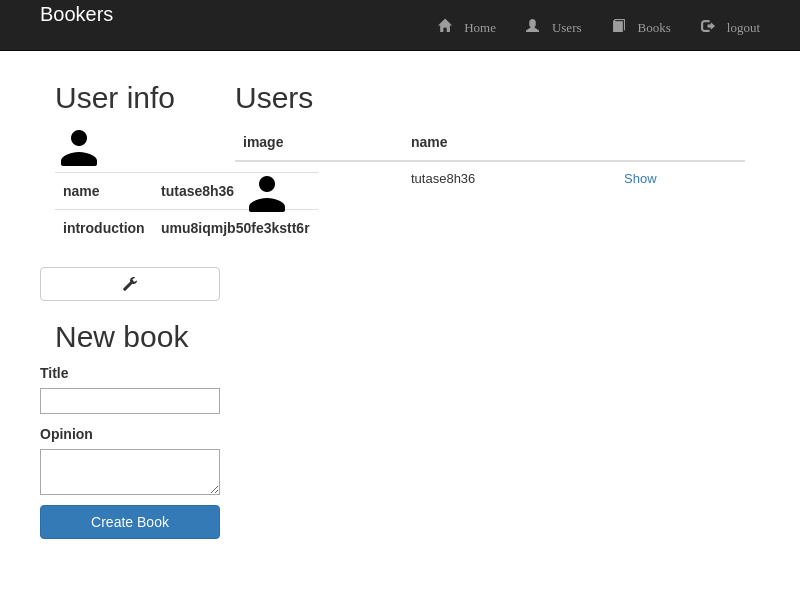 Bookers
Home Users Books logout
User info
name tutase8h36
introduction umu8iqmjb50fe3kstt6r
New book
Title
Opinion
Create Book
Users
image name
tutase8h36 Show